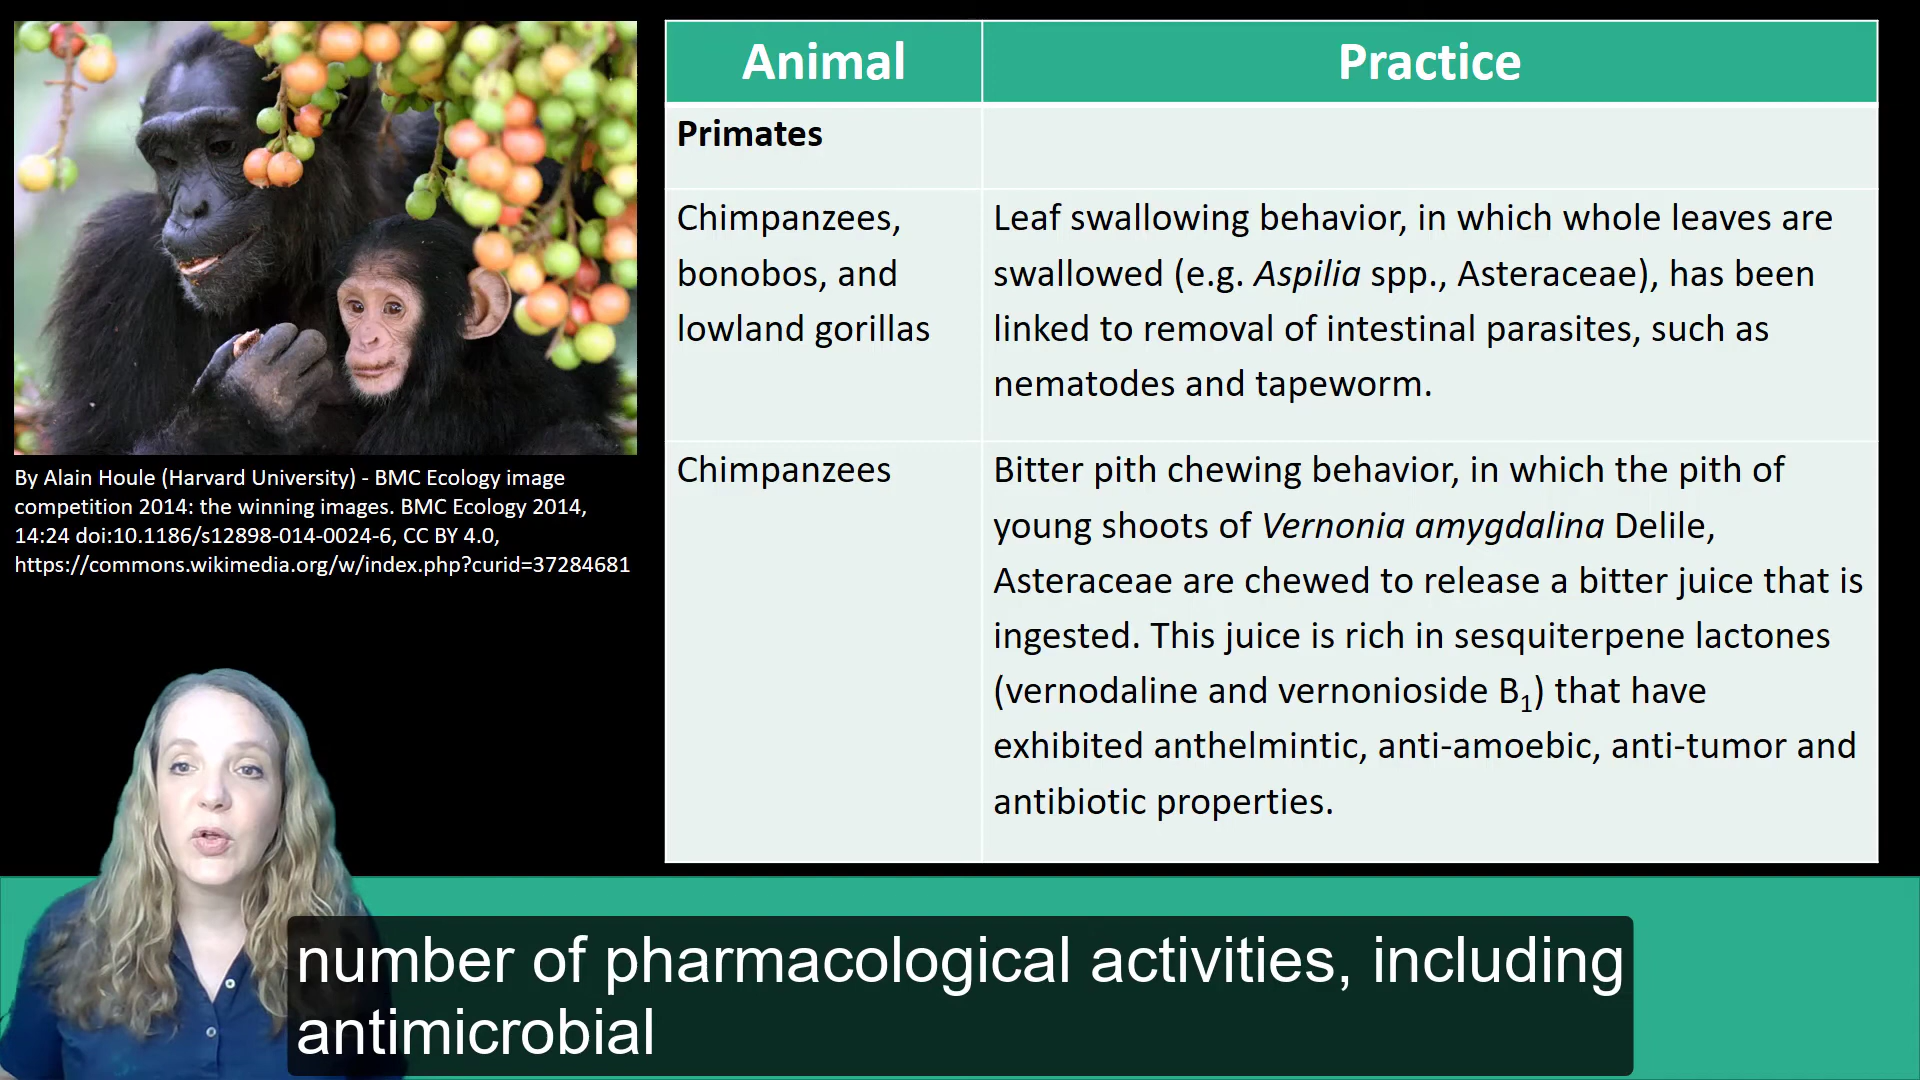 Animal
Practice
Primates
Chimpanzees,
bonobos, and
lowland gorillas
Leaf swallowing behavior, in which whole leaves are
swallowed (e.g. Aspilia spp., Asteraceae), has been
linked to removal of intestinal parasites, such as
nematodes and tapeworm.
Chimpanzees
Bitter pith chewing behavior, in which the pith of
young shoots of Vernonia amygdalina Delile,
Asteraceae are chewed to release a bitter juice that is
ingested. This juice is rich in sesquiterpene lactones
(vernodaline and vernonioside B1) that have
exhibited anthelmintic, anti-amoebic, anti-tumor and
antibiotic properties.
By Alain Houle (Harvard University) - BMC Ecology image
competition 2014: the winning images. BMC Ecology 2014,
14:24 doi:10.1186/s12898-014-0024-6, CC BY 4.0,
https://commons.wikimedia.org/w/index.php?curid=37284681
number of pharmacological activities, including
antimicrobial